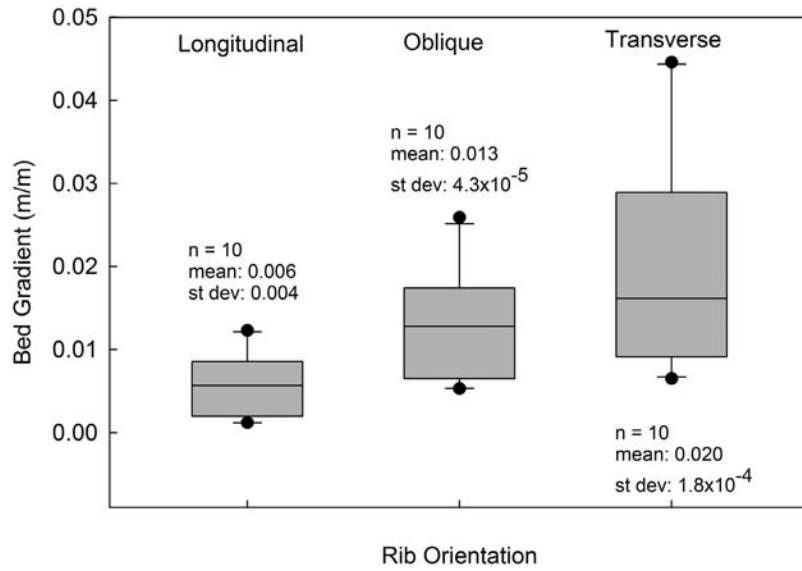 Longitudinal
Oblique
Transverse
n = 10
mean: 0.006
st dev: 0.004
n = 10
mean: 0.013
st dev: 4.3x10⁻⁵
n = 10
mean: 0.020
st dev: 1.8x10⁻⁴
Bed Gradient (m/m)
0.05
0.04
0.03
0.02
0.01
0.00
Rib Orientation